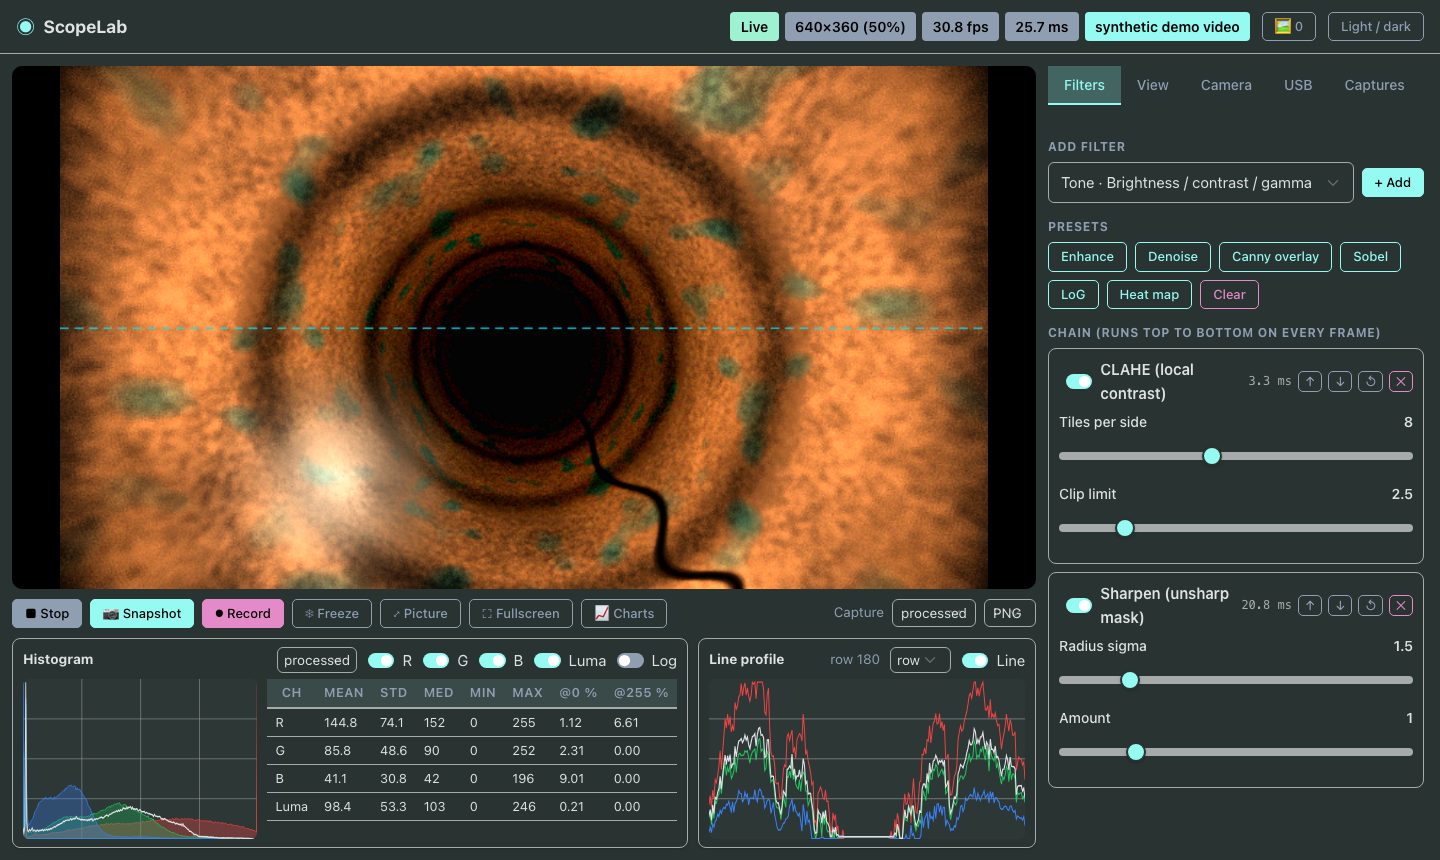 ScopeLab
Live
640×360 (50%)
30.8 fps
25.7 ms
synthetic demo video
0
Light / dark
Filters
View
Camera
USB
Captures
ADD FILTER
Tone · Brightness / contrast / gamma
+ Add
PRESETS
Enhance
Denoise
Canny overlay
Sobel
LoG
Heat map
Clear
CHAIN (RUNS TOP TO BOTTOM ON EVERY FRAME)
CLAHE (local
contrast)
3.3 ms
Tiles per side 8
Clip limit 2.5
Sharpen (unsharp
mask)
20.8 ms
Radius sigma 1.5
Amount 1
Stop
Snapshot
Record
Freeze
Picture
Fullscreen
Charts
Capture
processed
PNG
Histogram
processed
R
G
B
Luma
Log
CH MEAN STD MED MIN MAX @0 % @255 %
R 144.8 74.1 152 0 255 1.12 6.61
G 85.8 48.6 90 0 252 2.31 0.00
B 41.1 30.8 42 0 196 9.01 0.00
Luma 98.4 53.3 103 0 246 0.21 0.00
Line profile
row 180
row
Line